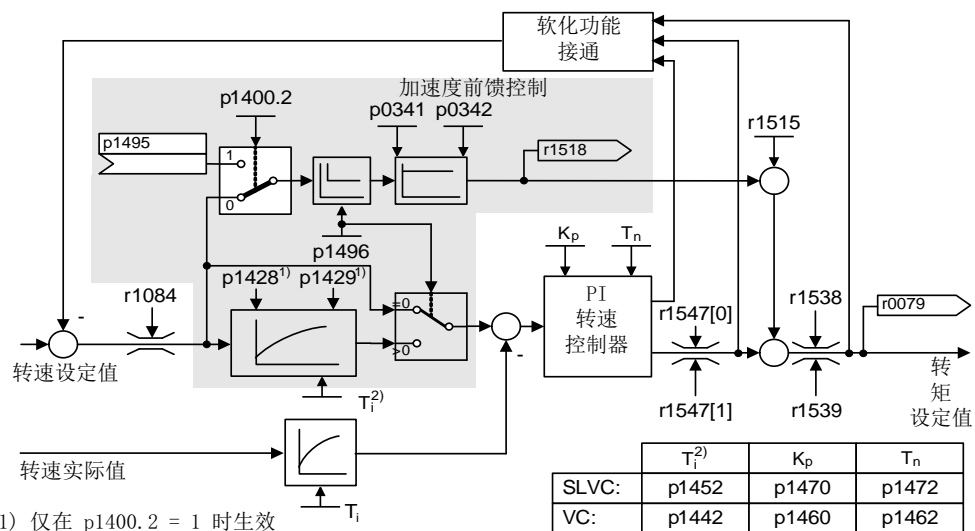 软化功能
接通
加速度前馈控制
p1400.2
p0341
p0342
r1515
p1495
r1518
1
0
p1496
Kp
Tn
p1428¹⁾
p1429¹⁾
r1084
=0
>0
PI
转速
控制器
r1538
r0079
r1547[0]
-
-
转速设定值
r1547[1]
r1539
转
矩
设定值
Ti²⁾
转速实际值
Ti
Ti²⁾ Kp Tn
SLVC: p1452 p1470 p1472
VC: p1442 p1460 p1462
1) 仅在 p1400.2 = 1 时生效